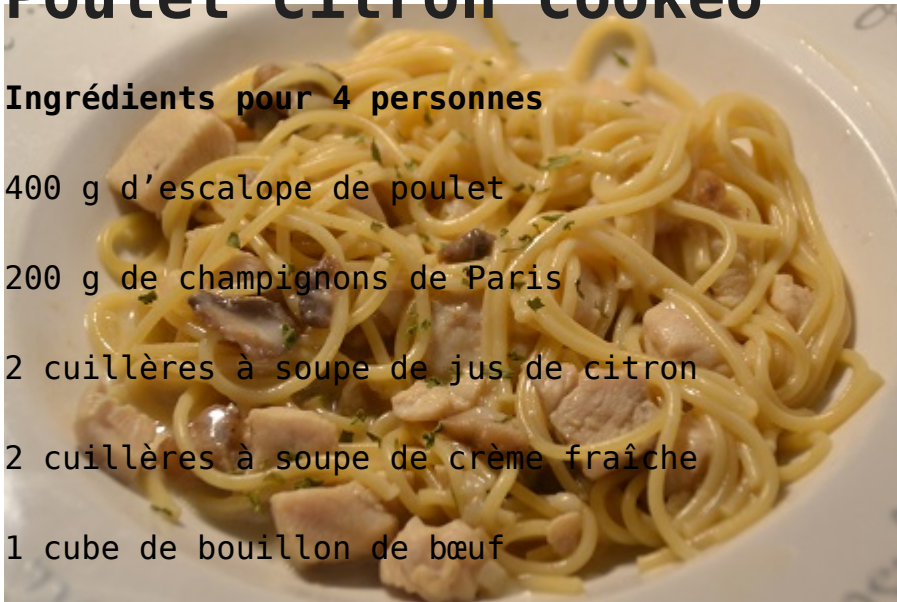 Poulet citron cookeo
Ingrédients pour 4 personnes
400 g d’escalope de poulet
200 g de champignons de Paris
2 cuillères à soupe de jus de citron
2 cuillères à soupe de crème fraîche
1 cube de bouillon de bœuf